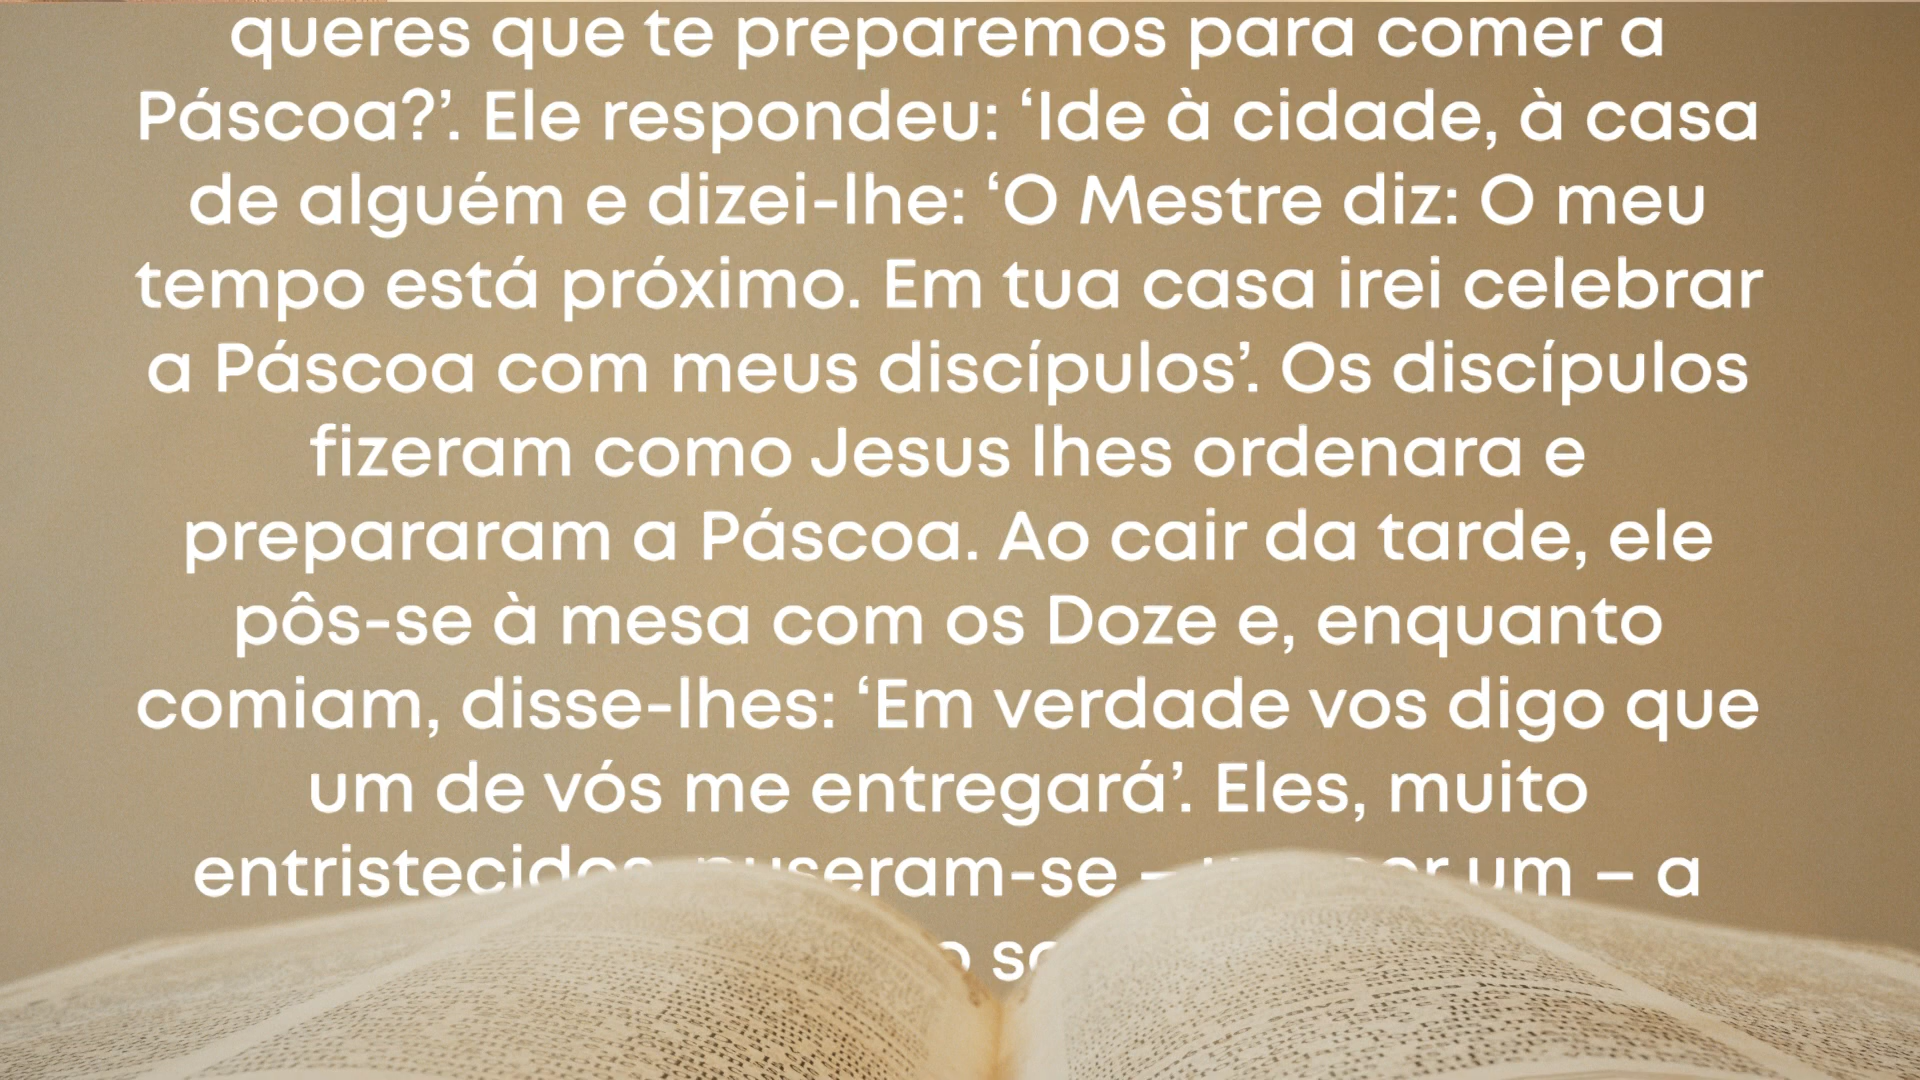 queres que te preparemos para comer a
Páscoa?’. Ele respondeu: ‘Ide à cidade, à casa
de alguém e dizei-lhe: ‘O Mestre diz: O meu
tempo está próximo. Em tua casa irei celebrar
a Páscoa com meus discípulos’. Os discípulos
fizeram como Jesus lhes ordenara e
prepararam a Páscoa. Ao cair da tarde, ele
pôs-se à mesa com os Doze e, enquanto
comiam, disse-lhes: ‘Em verdade vos digo que
um de vós me entregará’. Eles, muito
entristecidos, puseram-se – um por um – a